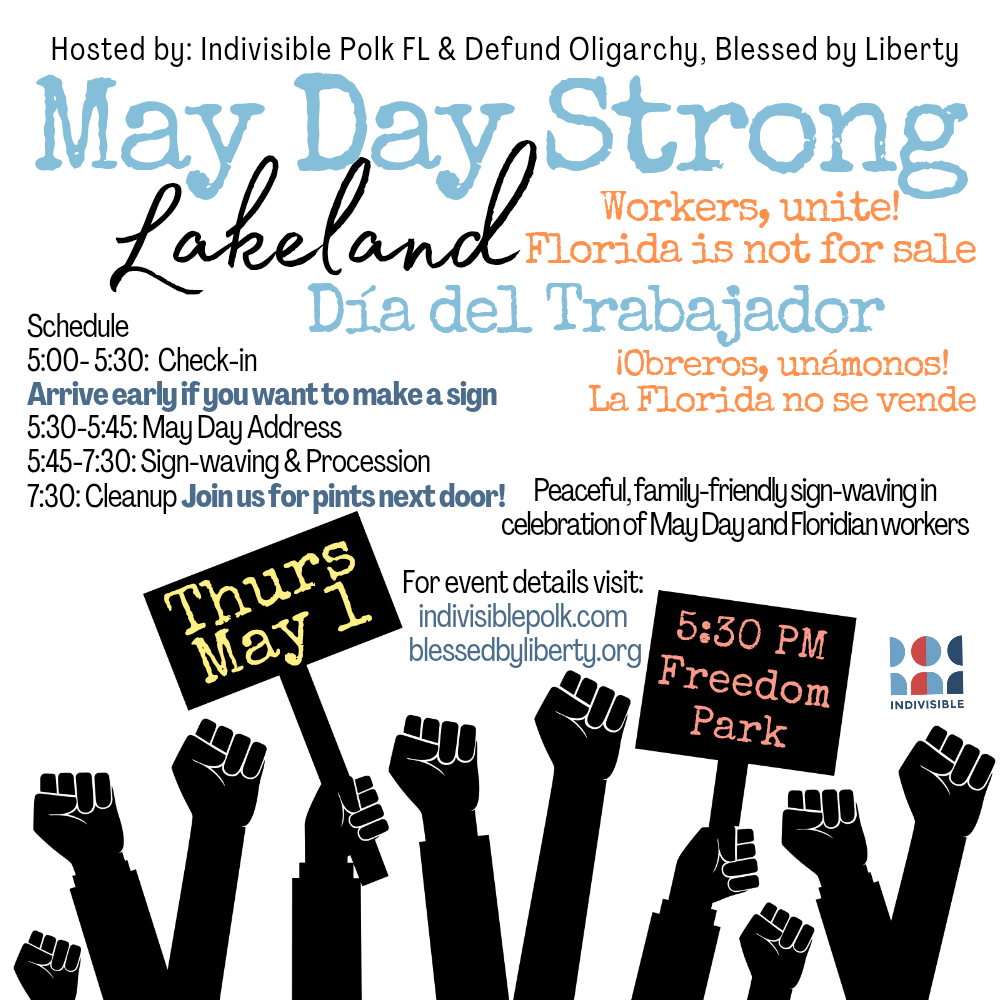 Hosted by: Indivisible Polk FL & Defund Oligarchy, Blessed by Liberty
May Day Strong
Lakeland
Workers, unite!
Florida is not for sale
Día del Trabajador
¡Obreros, unámonos!
La Florida no se vende
Schedule
5:00- 5:30: Check-in
Arrive early if you want to make a sign
5:30-5:45: May Day Address
5:45-7:30: Sign-waving & Procession
7:30: Cleanup Join us for pints next door!
Peaceful, family-friendly sign-waving in
celebration of May Day and Floridian workers
For event details visit:
indivisiblepolk.com
blessedbyliberty.org
Thurs
May 1
5:30 PM
Freedom
Park
INDIVISIBLE